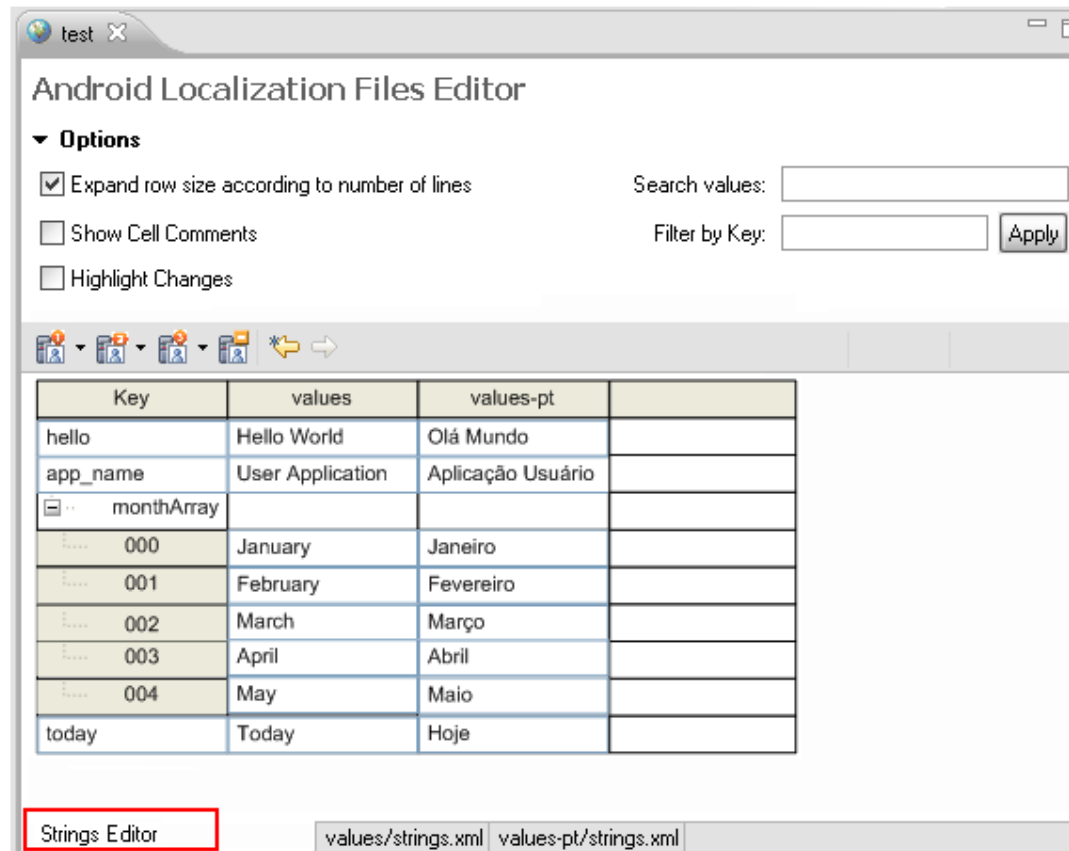 test
Android Localization Files Editor
Options
Expand row size according to number of lines Search values:
Show Cell Comments Filter by Key: Apply
Highlight Changes
Key values values-pt
hello Hello World Olá Mundo
app_name User Application Aplicação Usuário
monthArray
000 January Janeiro
001 February Fevereiro
002 March Março
003 April Abril
004 May Maio
today Today Hoje
Strings Editor values/strings.xml values-pt/strings.xml